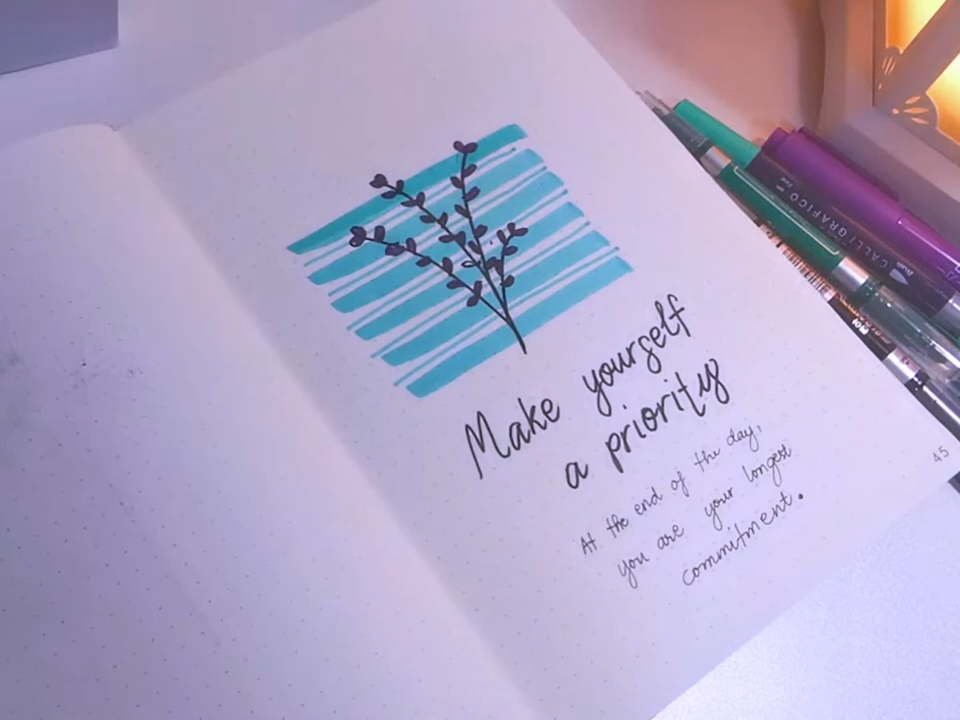 Make yourself
a priority
At the end of the day,
you are your longest
commitment.
45
CALLIGRAFICO